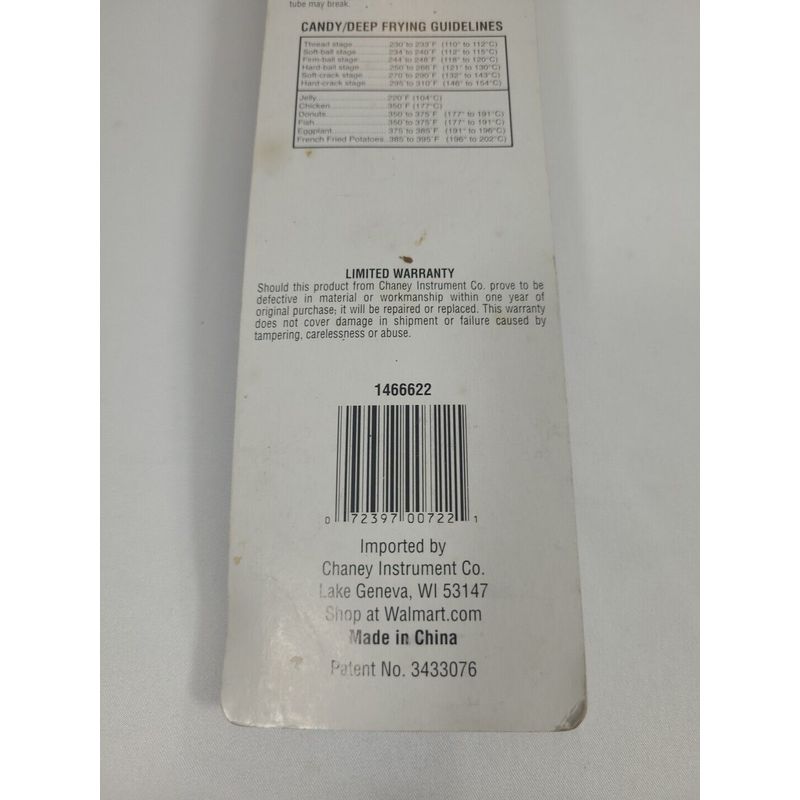 tube may break.
CANDY/DEEP FRYING GUIDELINES
Thread stage.................230 to 233°F (110° to 112°C)
Soft-ball stage................234 to 240°F (112° to 115°C)
Firm-ball stage...............244 to 248°F (118° to 120°C)
Hard-ball stage..............250 to 266°F (121° to 130°C)
Soft-crack stage.............270 to 290°F (132° to 143°C)
Hard-crack stage...........295 to 310°F (146° to 154°C)
Jelly...............................220°F (104°C)
Chicken.........................350°F (177°C)
Donuts...........................350 to 375°F (177° to 191°C)
Fish................................350 to 375°F (177° to 191°C)
Eggplant........................375 to 385°F (191° to 196°C)
French Fried Potatoes..385 to 395°F (196° to 202°C)
LIMITED WARRANTY
Should this product from Chaney Instrument Co. prove to be
defective in material or workmanship within one year of
original purchase; it will be repaired or replaced. This warranty
does not cover damage in shipment or failure caused by
tampering, carelessness or abuse.
1466622
0 72397 00722 1
Imported by
Chaney Instrument Co.
Lake Geneva, WI 53147
Shop at Walmart.com
Made in China
Patent No. 3433076